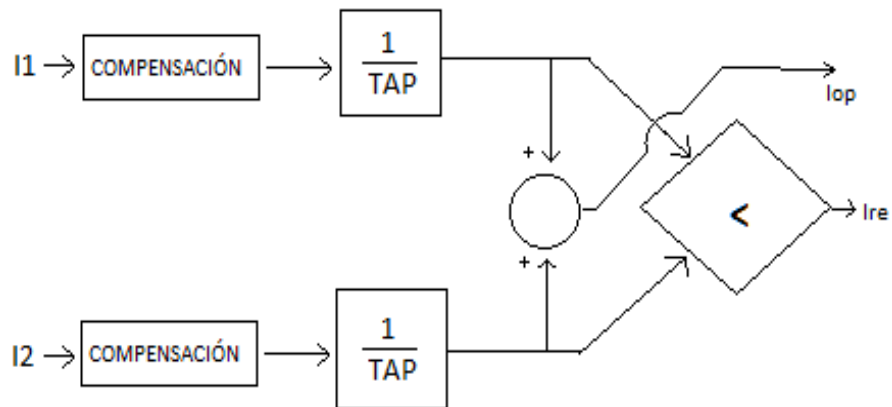 I1
COMPENSACIÓN
1
TAP
Iop
+
<
Ire
+
I2
COMPENSACIÓN
1
TAP